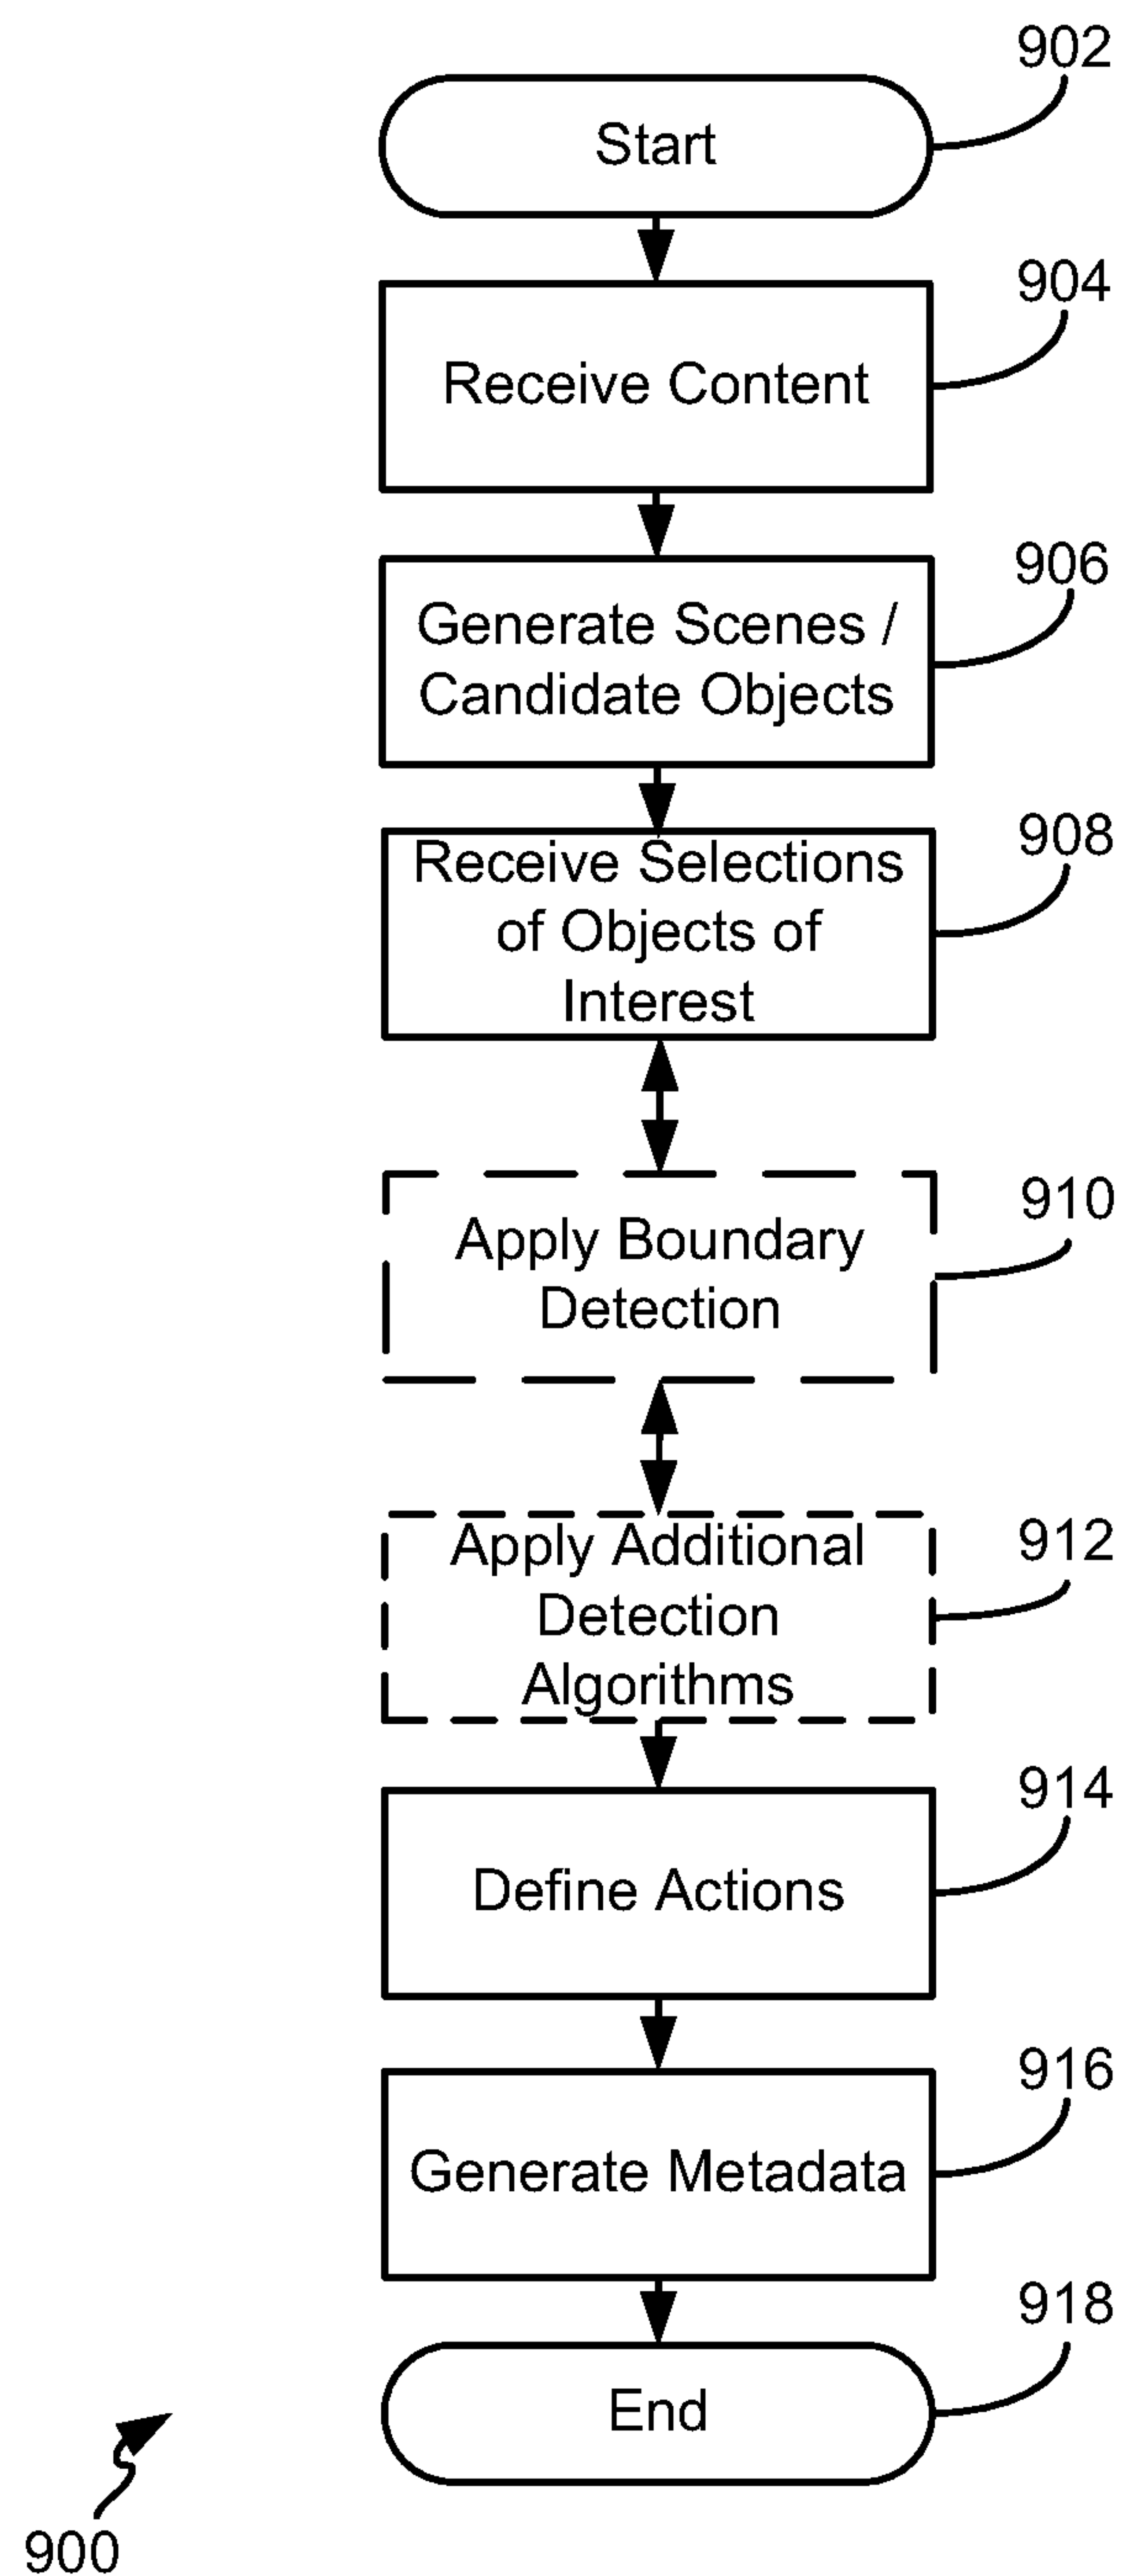 902
Start
904
Receive Content
906
Generate Scenes /
Candidate Objects
908
Receive Selections
of Objects of
Interest
910
Apply Boundary
Detection
912
Apply Additional
Detection
Algorithms
914
Define Actions
916
Generate Metadata
918
End
900